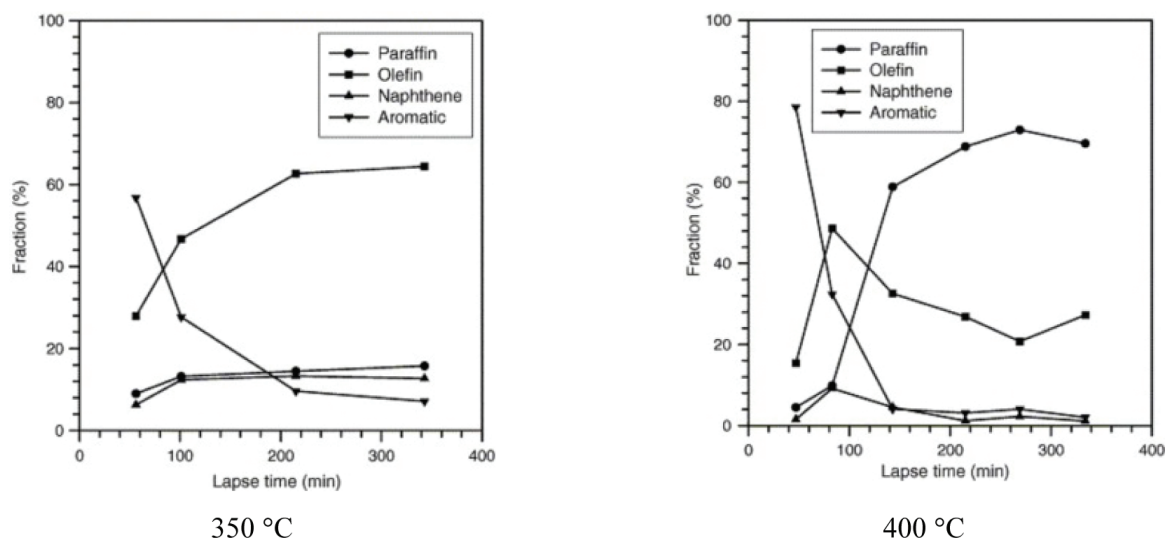 100
80
60
40
20
0
Fraction (%)
0 100 200 300 400
Lapse time (min)
Paraffin
Olefin
Naphthene
Aromatic
350 °C
100
80
60
40
20
0
Fraction (%)
0 100 200 300 400
Lapse time (min)
Paraffin
Olefin
Naphthene
Aromatic
400 °C